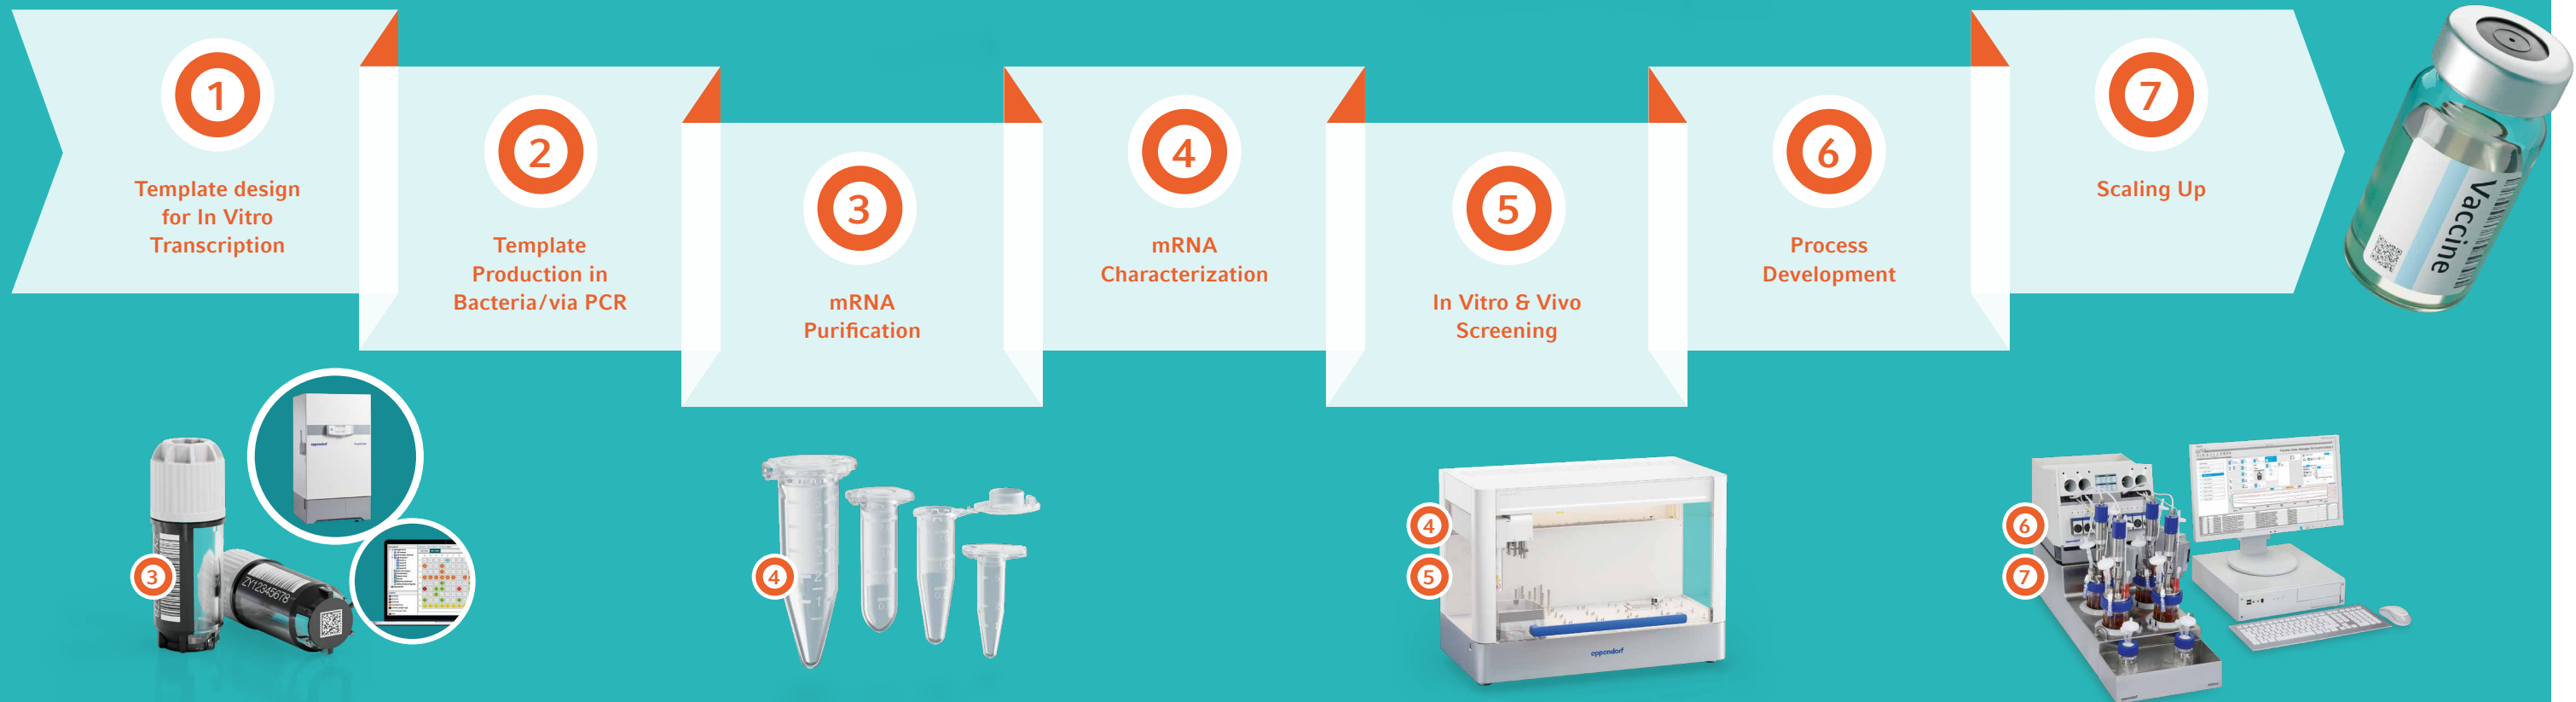 1
Template design
for In Vitro
Transcription
2
Template
Production in
Bacteria/via PCR
3
mRNA
Purification
4
mRNA
Characterization
5
In Vitro & Vivo
Screening
6
Process
Development
7
Scaling Up
Vaccine
eppendorf
3
ZY12345678
4
4
5
eppendorf
6
7
eppendorf